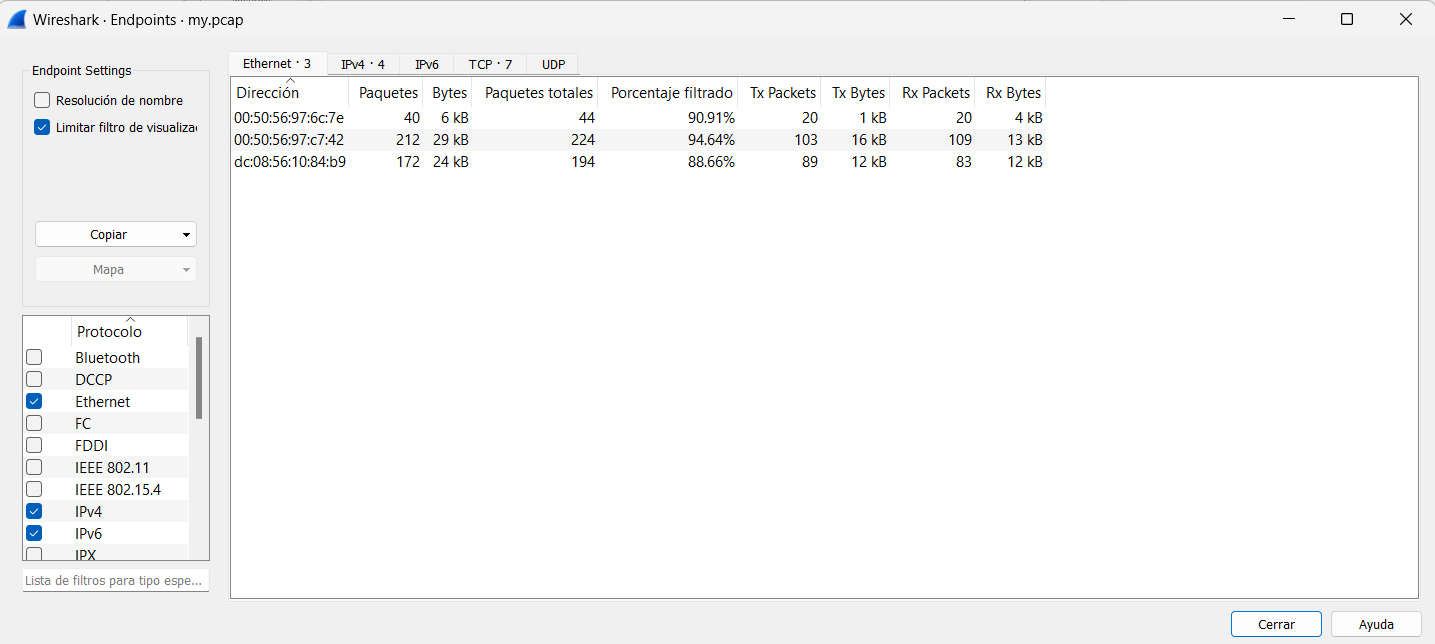 Wireshark · Endpoints · my.pcap
Endpoint Settings
Resolución de nombre
Limitar filtro de visualiza
Copiar
Mapa
Protocolo
Bluetooth
DCCP
Ethernet
FC
FDDI
IEEE 802.11
IEEE 802.15.4
IPv4
IPv6
IPX
Lista de filtros para tipo espe...
Ethernet · 3 IPv4 · 4 IPv6 TCP · 7 UDP
Dirección Paquetes Bytes Paquetes totales Porcentaje filtrado Tx Packets Tx Bytes Rx Packets Rx Bytes
00:50:56:97:6c:7e 40 6 kB 44 90.91% 20 1 kB 20 4 kB
00:50:56:97:c7:42 212 29 kB 224 94.64% 103 16 kB 109 13 kB
dc:08:56:10:84:b9 172 24 kB 194 88.66% 89 12 kB 83 12 kB
Cerrar Ayuda